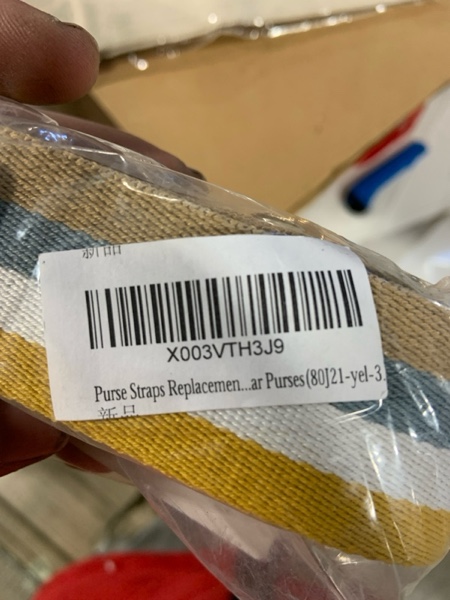 X003VTH3J9
Purse Straps Replacemen...ar Purses(80J21-yel-3
新品